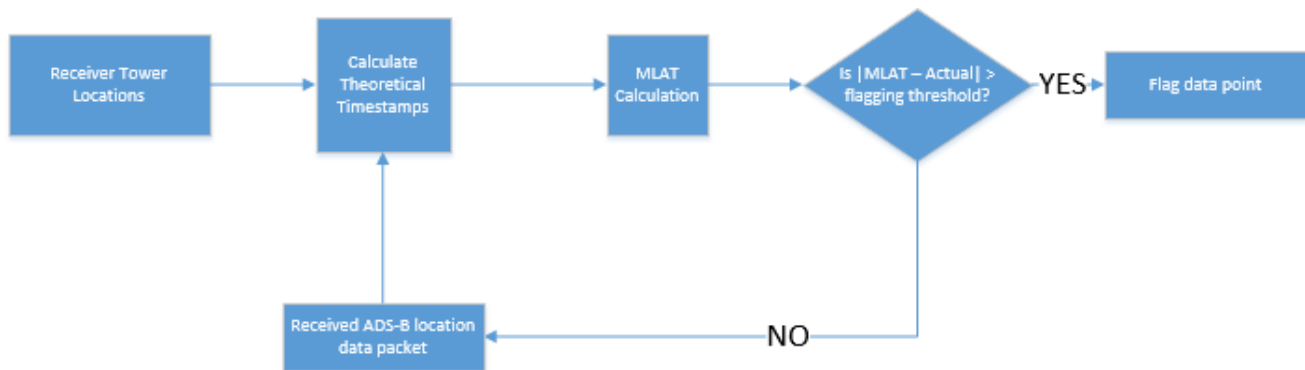 Receiver Tower
Locations
Calculate
Theoretical
Timestamps
MLAT
Calculation
Is |MLAT – Actual| >
flagging threshold?
YES
Flag data point
Received ADS-B location
data packet
NO